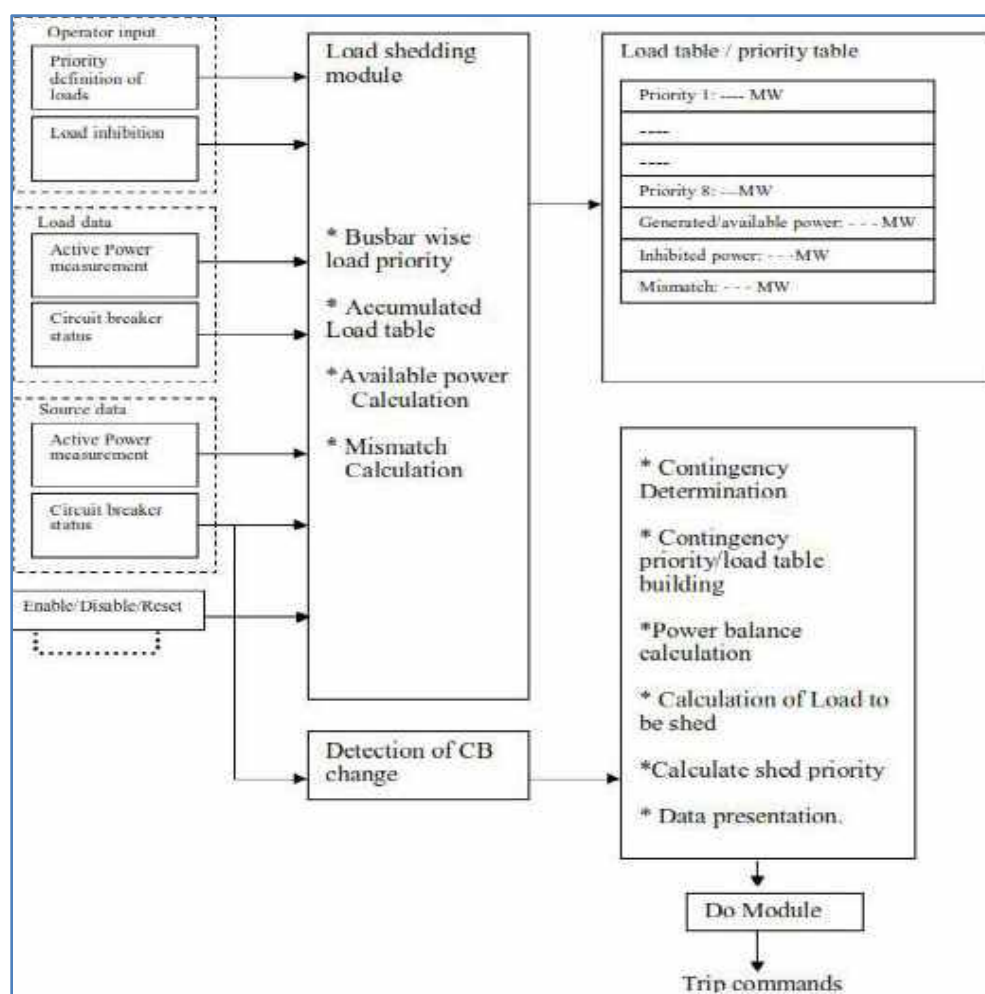 Operator input
Priority
definition of
loads
Load inhibition
Load data
Active Power
measurement
Circuit breaker
status
Source data
Active Power
measurement
Circuit breaker
status
Enable/Disable/Reset
Load shedding
module
* Busbar wise
load priority
* Accumulated
Load table
*Available power
Calculation
* Mismatch
Calculation
Detection of CB
change
Load table / priority table
Priority 1: ---- MW
----
----
Priority 8: ---MW
Generated/available power: - - - MW
Inhibited power: - - -MW
Mismatch: - - - MW
* Contingency
Determination
* Contingency
priority/load table
building
*Power balance
calculation
* Calculation of Load to
be shed
*Calculate shed priority
* Data presentation.
Do Module
Trip commands